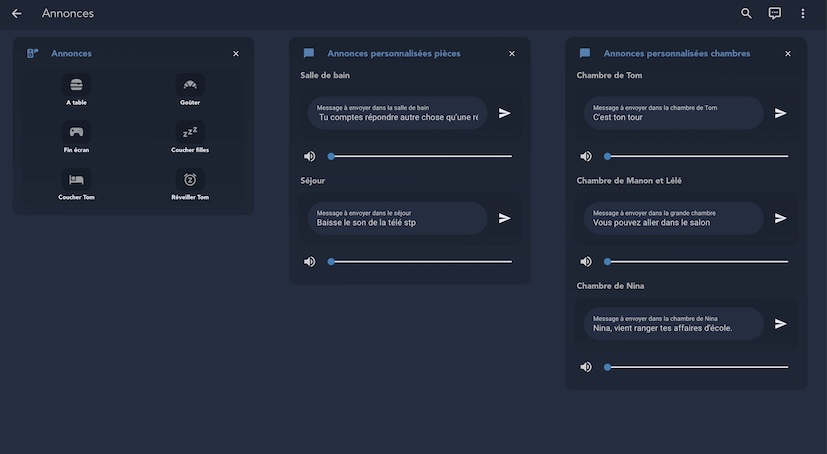 Annonces
Annonces
A table
Goûter
Fin écran
Coucher filles
Coucher Tom
Réveiller Tom
Annonces personnalisées pièces
Salle de bain
Message à envoyer dans la salle de bain
Tu comptes répondre autre chose qu'une ré
Séjour
Message à envoyer dans le séjour
Baisse le son de la télé stp
Annonces personnalisées chambres
Chambre de Tom
Message à envoyer dans la chambre de Tom
C'est ton tour
Chambre de Manon et Lélé
Message à envoyer dans la grande chambre
Vous pouvez aller dans le salon
Chambre de Nina
Message à envoyer dans la chambre de Nina
Nina, vient ranger tes affaires d'école.